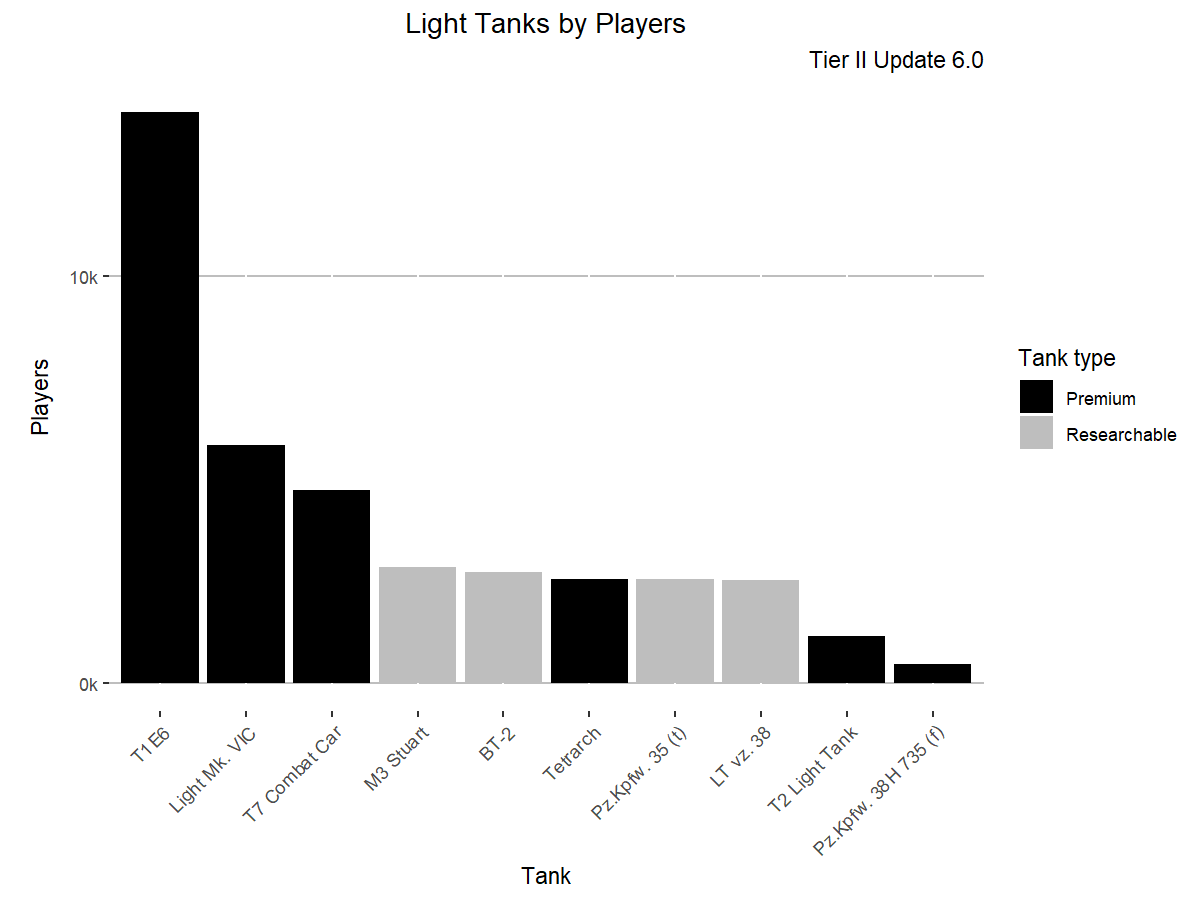 Light Tanks by Players
Tier II Update 6.0
10k
0k
Players
T1E6
Light Mk. VIC
T7 Combat Car
M3 Stuart
BT-2
Tetrarch
Pz.Kpfw. 35 (t)
LT vz. 38
T2 Light Tank
Pz.Kpfw. 38H 735 (f)
Tank
Tank type
Premium
Researchable